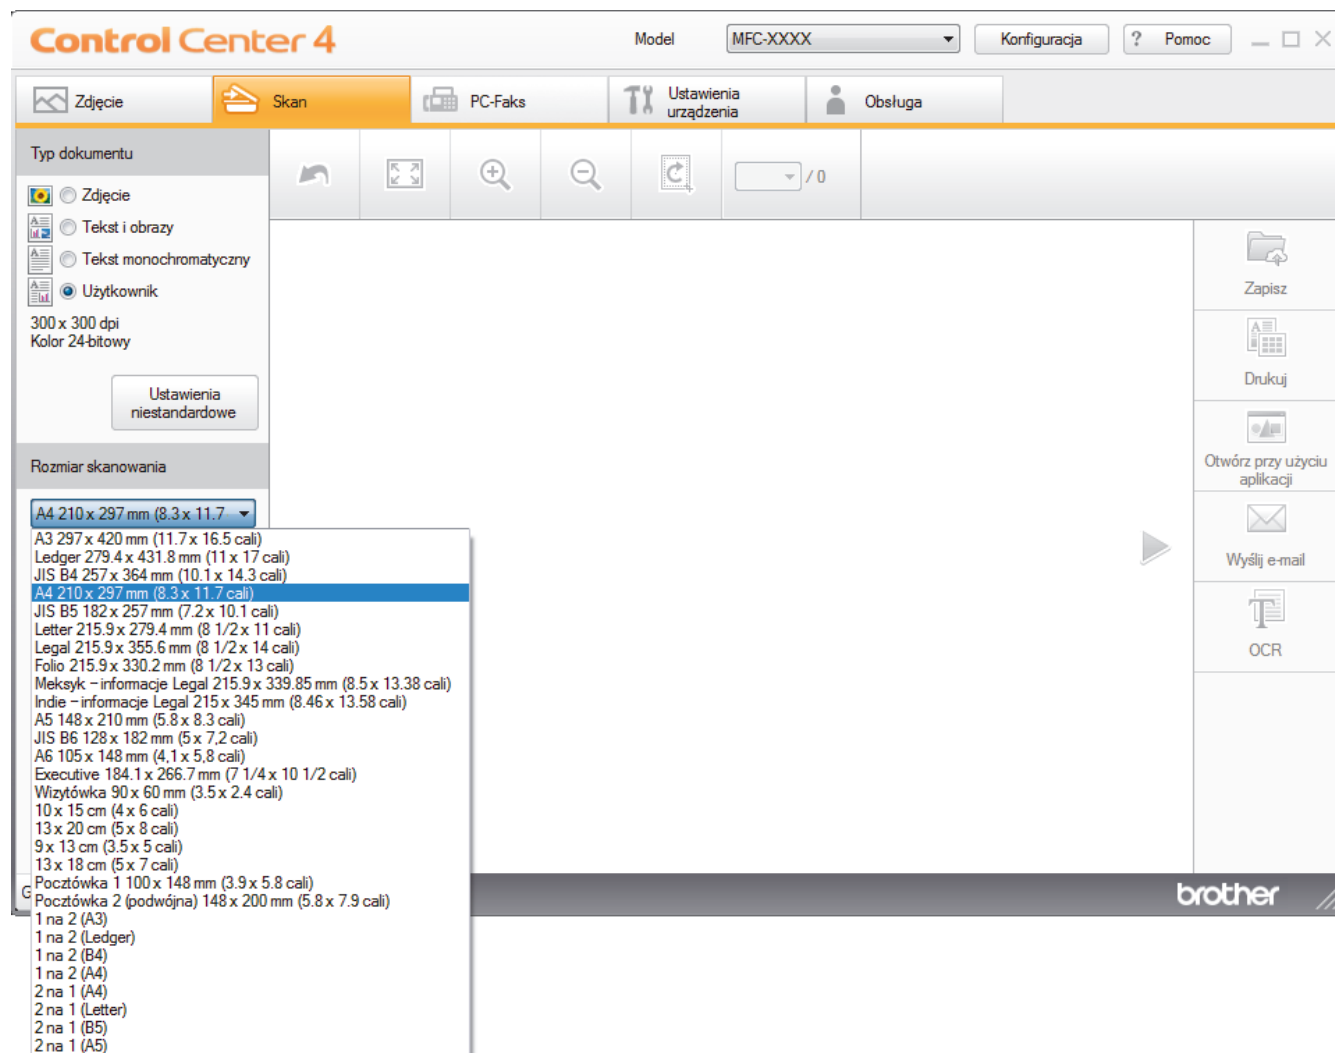 Control Center 4
Model
MFC-XXXX
Konfiguracja
? Pomoc
Zdjęcie
Skan
PC-Faks
Ustawienia
urządzenia
Obsługa
Typ dokumentu
/ 0
Zdjęcie
Tekst i obrazy
Tekst monochromatyczny
Użytkownik
300 x 300 dpi
Kolor 24-bitowy
Ustawienia
niestandardowe
Rozmiar skanowania
A4 210 x 297 mm (8.3 x 11.7
A3 297 x 420 mm (11.7 x 16.5 cali)
Ledger 279.4 x 431.8 mm (11 x 17 cali)
JIS B4 257 x 364 mm (10.1 x 14.3 cali)
A4 210 x 297 mm (8.3 x 11.7 cali)
JIS B5 182 x 257 mm (7.2 x 10.1 cali)
Letter 215.9 x 279.4 mm (8 1/2 x 11 cali)
Legal 215.9 x 355.6 mm (8 1/2 x 14 cali)
Folio 215.9 x 330.2 mm (8 1/2 x 13 cali)
Meksyk – informacje Legal 215.9 x 339.85 mm (8.5 x 13.38 cali)
Indie – informacje Legal 215 x 345 mm (8.46 x 13.58 cali)
A5 148 x 210 mm (5.8 x 8.3 cali)
JIS B6 128 x 182 mm (5 x 7,2 cali)
A6 105 x 148 mm (4,1 x 5,8 cali)
Executive 184.1 x 266.7 mm (7 1/4 x 10 1/2 cali)
Wizytówka 90 x 60 mm (3.5 x 2.4 cali)
10 x 15 cm (4 x 6 cali)
13 x 20 cm (5 x 8 cali)
9 x 13 cm (3.5 x 5 cali)
13 x 18 cm (5 x 7 cali)
Pocztówka 1 100 x 148 mm (3.9 x 5.8 cali)
Pocztówka 2 (podwójna) 148 x 200 mm (5.8 x 7.9 cali)
1 na 2 (A3)
1 na 2 (Ledger)
1 na 2 (B4)
1 na 2 (A4)
2 na 1 (A4)
2 na 1 (Letter)
2 na 1 (B5)
2 na 1 (A5)
Zapisz
Drukuj
Otwórz przy użyciu
aplikacji
Wyślij e-mail
OCR
brother